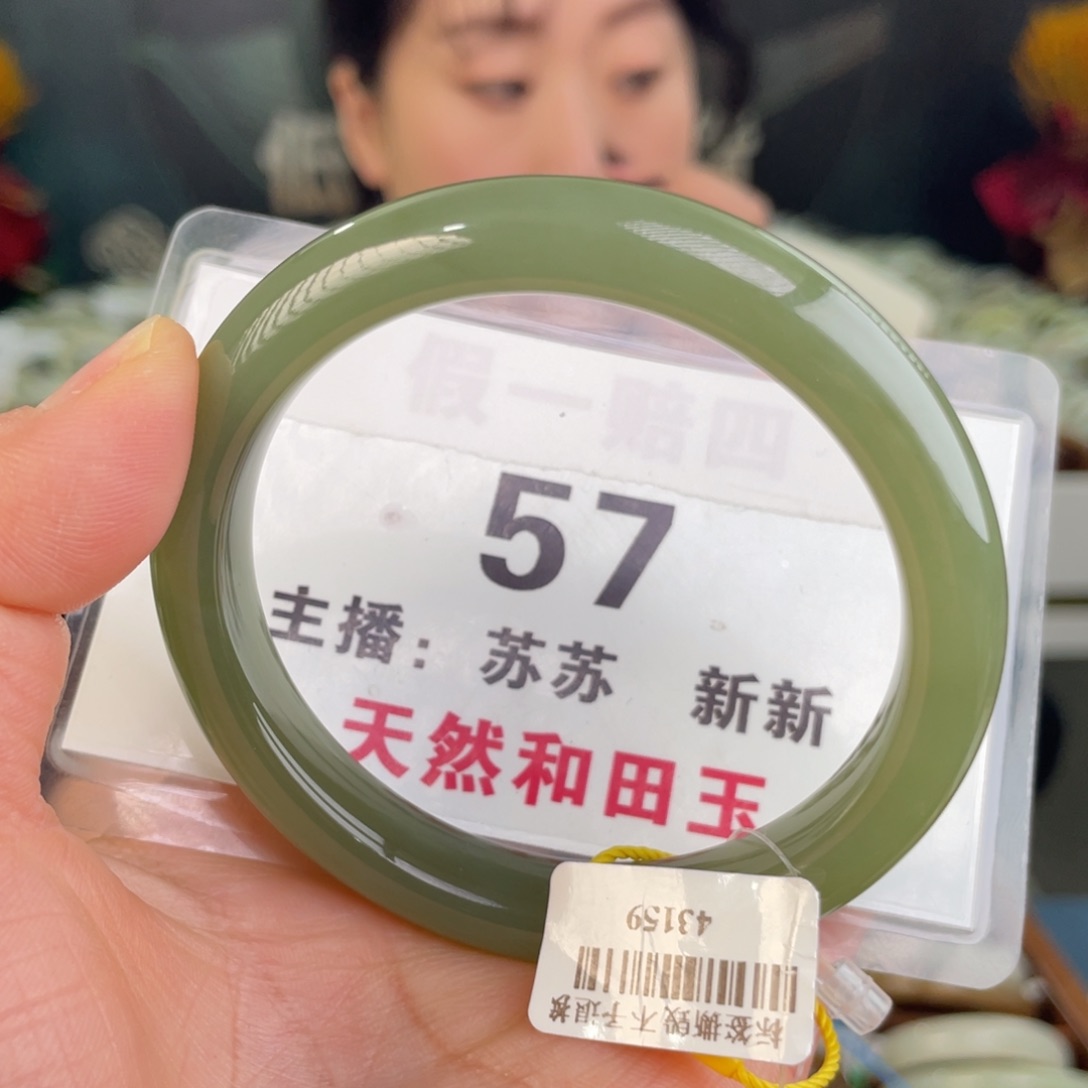 假一赔四
57
主播：苏苏 新新
天然和田玉
43159
标签撕毁不予退换